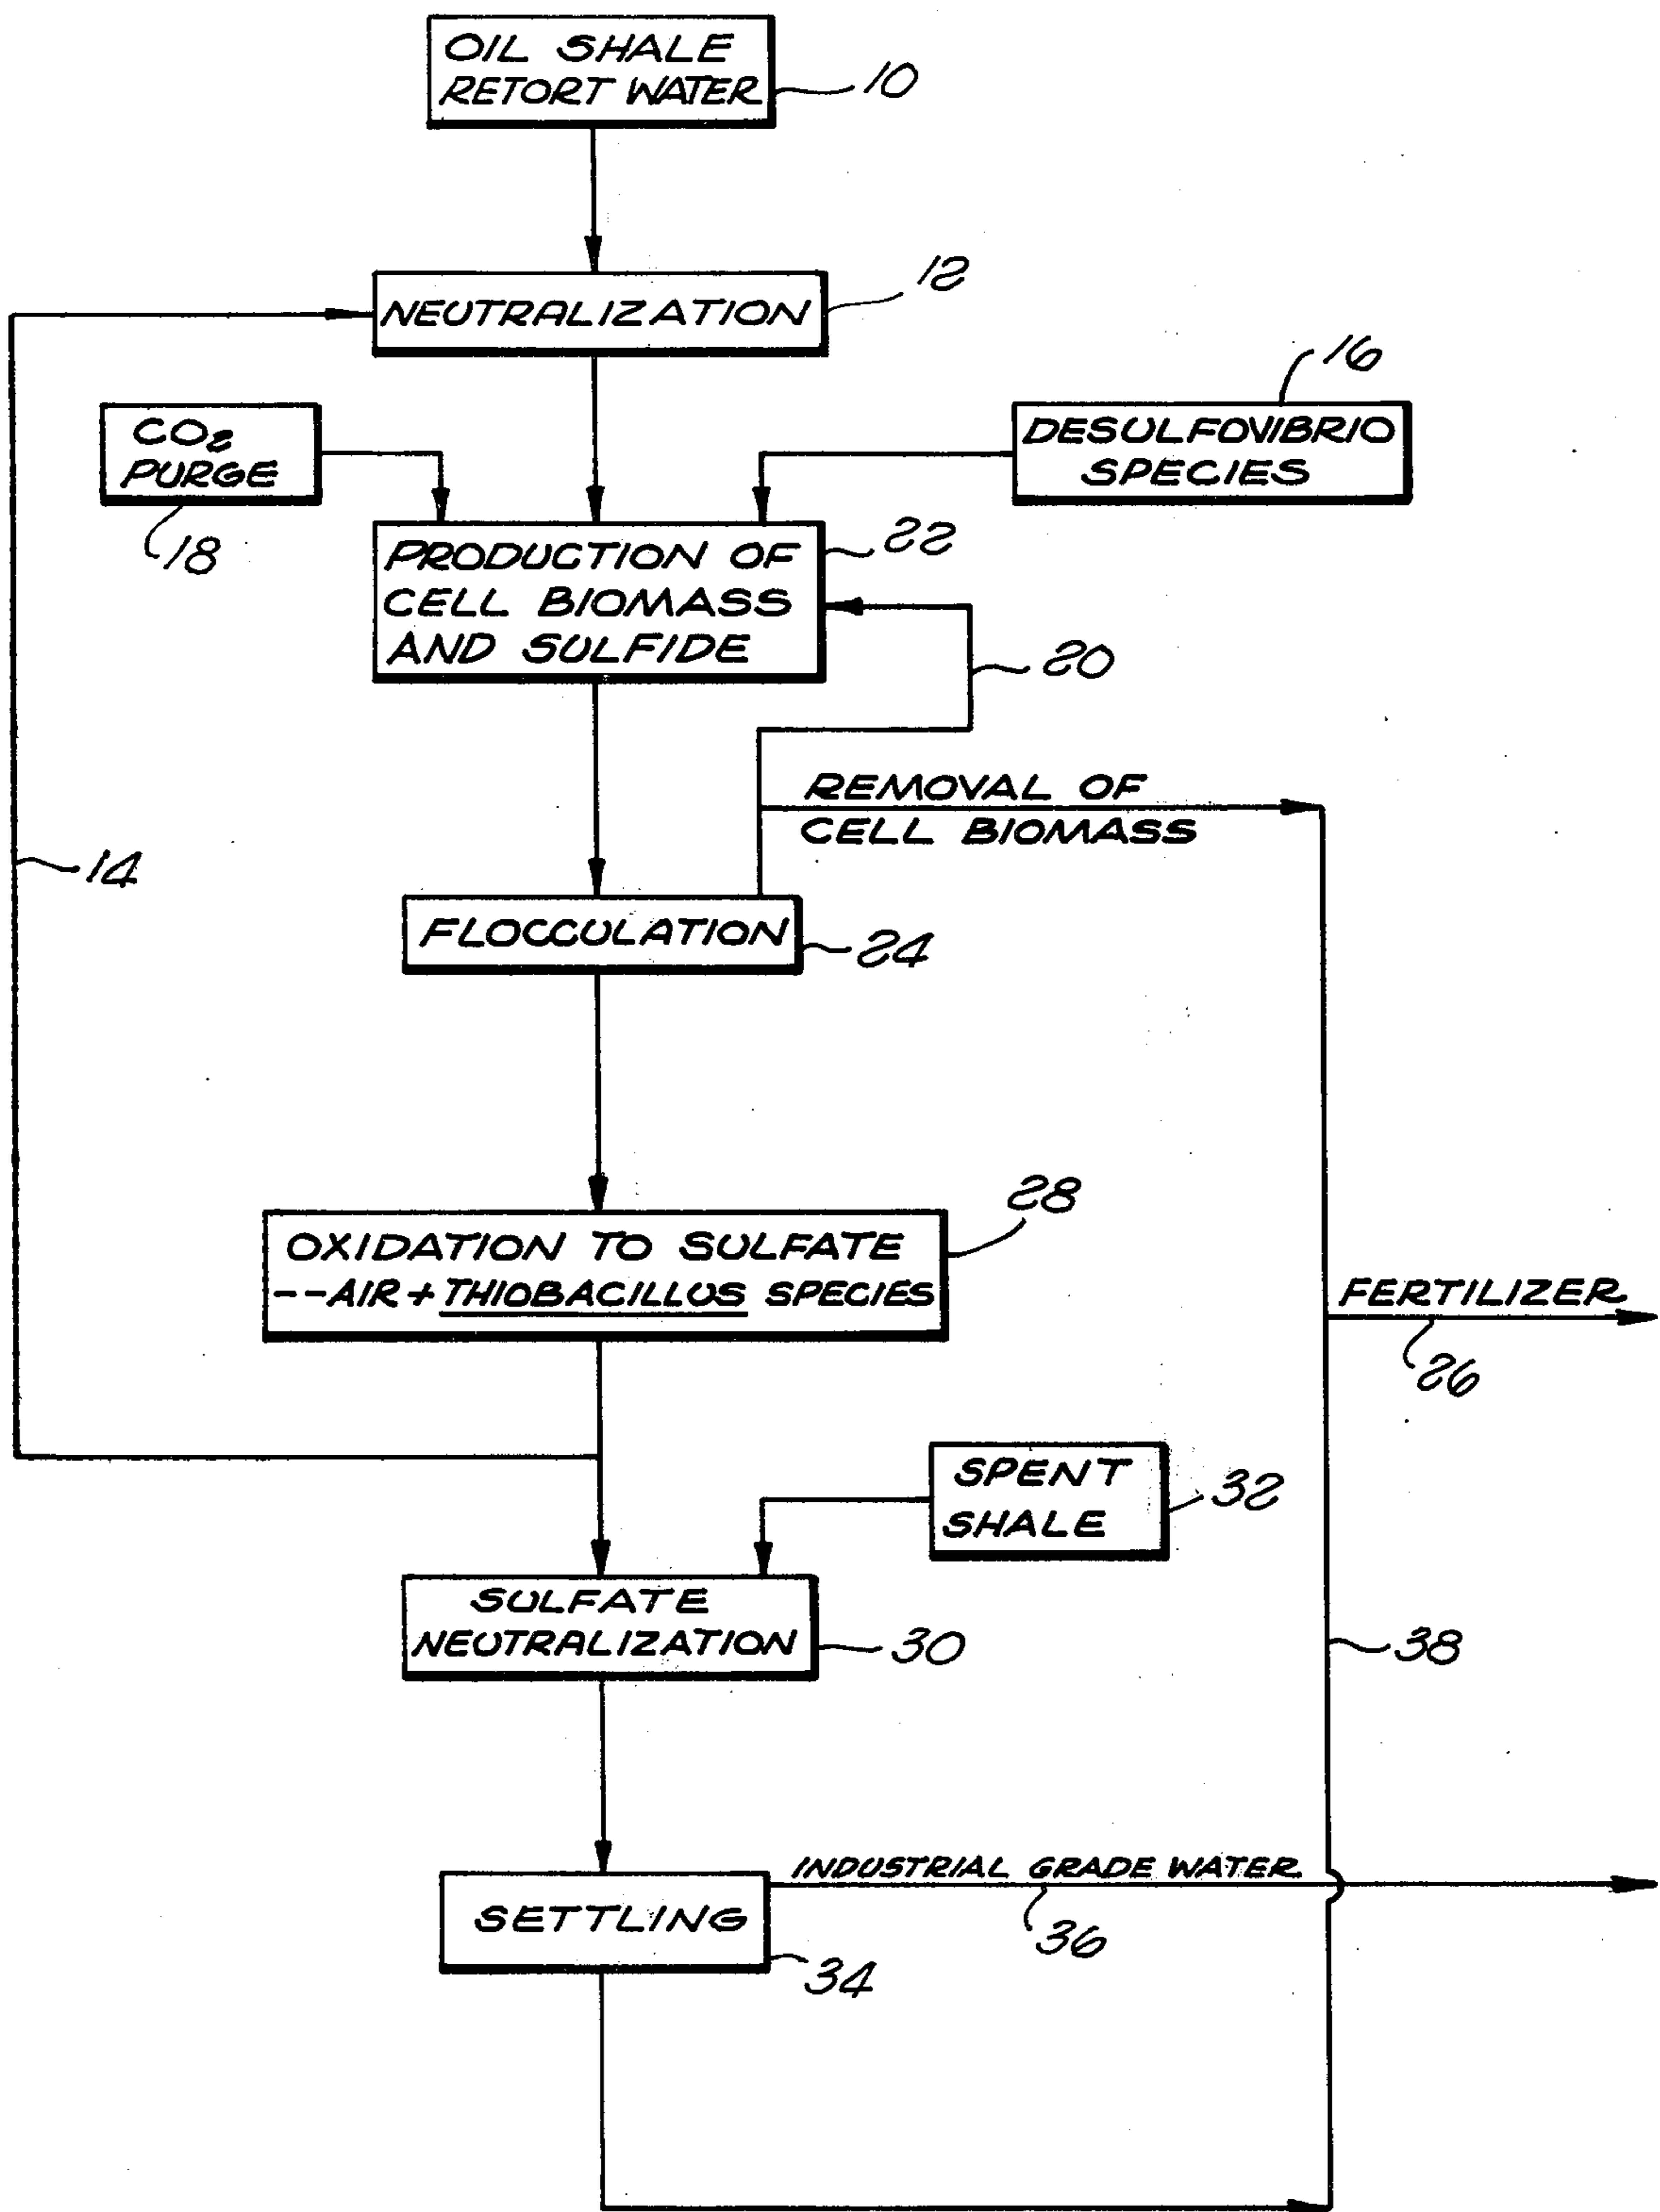 OIL SHALE
RETORT WATER
10
NEUTRALIZATION
12
14
CO₂
PURGE
18
DESULFOVIBRIO
SPECIES
16
PRODUCTION OF
CELL BIOMASS
AND SULFIDE
22
20
REMOVAL OF
CELL BIOMASS
FLOCCULATION
24
OXIDATION TO SULFATE
--AIR + THIOBACILLUS SPECIES
28
FERTILIZER
26
SPENT
SHALE
32
SULFATE
NEUTRALIZATION
30
38
SETTLING
34
INDUSTRIAL GRADE WATER
36